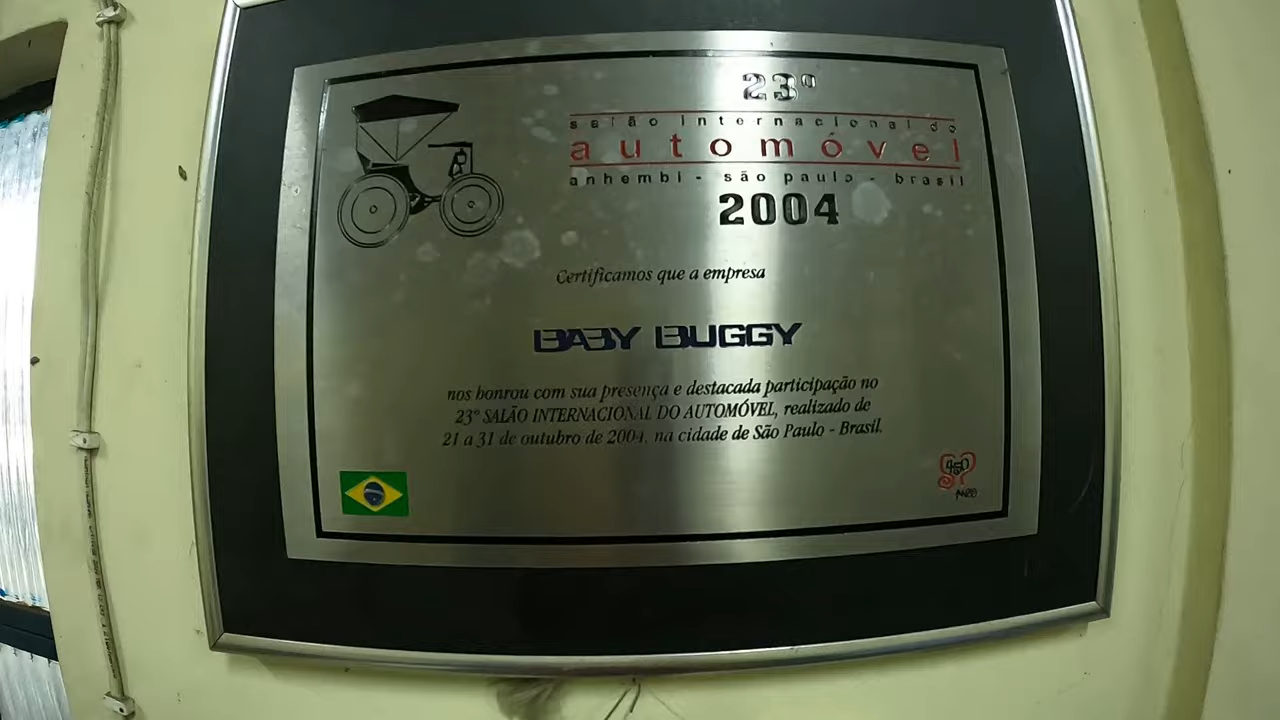 23º
salão internacional do
automóvel
anhembi - são paulo - brasil
2004
Certificamos que a empresa
BABY BUGGY
nos honrou com sua presença e destacada participação no
23º SALÃO INTERNACIONAL DO AUTOMÓVEL, realizado de
21 a 31 de outubro de 2004, na cidade de São Paulo - Brasil.
450
SP